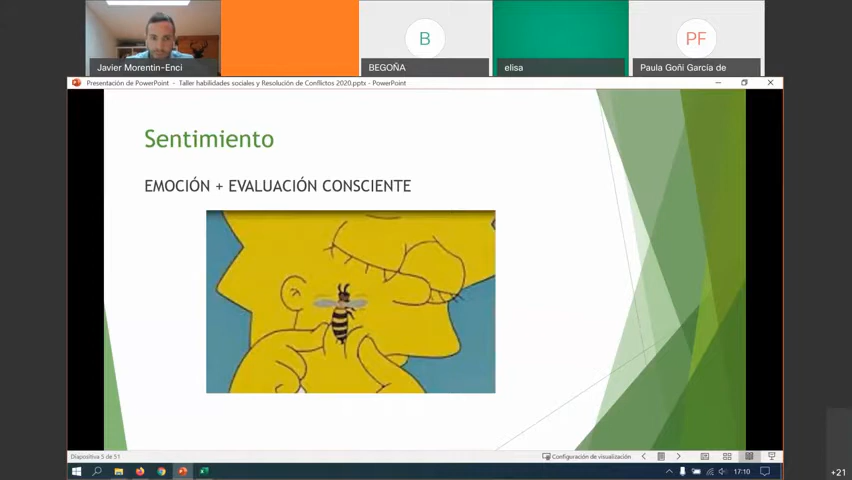 B
PF
Javier Morentin-Enci
BEGOÑA
elisa
Paula Goñi García de
Presentación de PowerPoint - Taller habilidades sociales y Resolución de Conflictos 2020.pptx - PowerPoint
Sentimiento
EMOCIÓN + EVALUACIÓN CONSCIENTE
Diapositiva 5 de 51
Configuración de visualización
17:10
+21